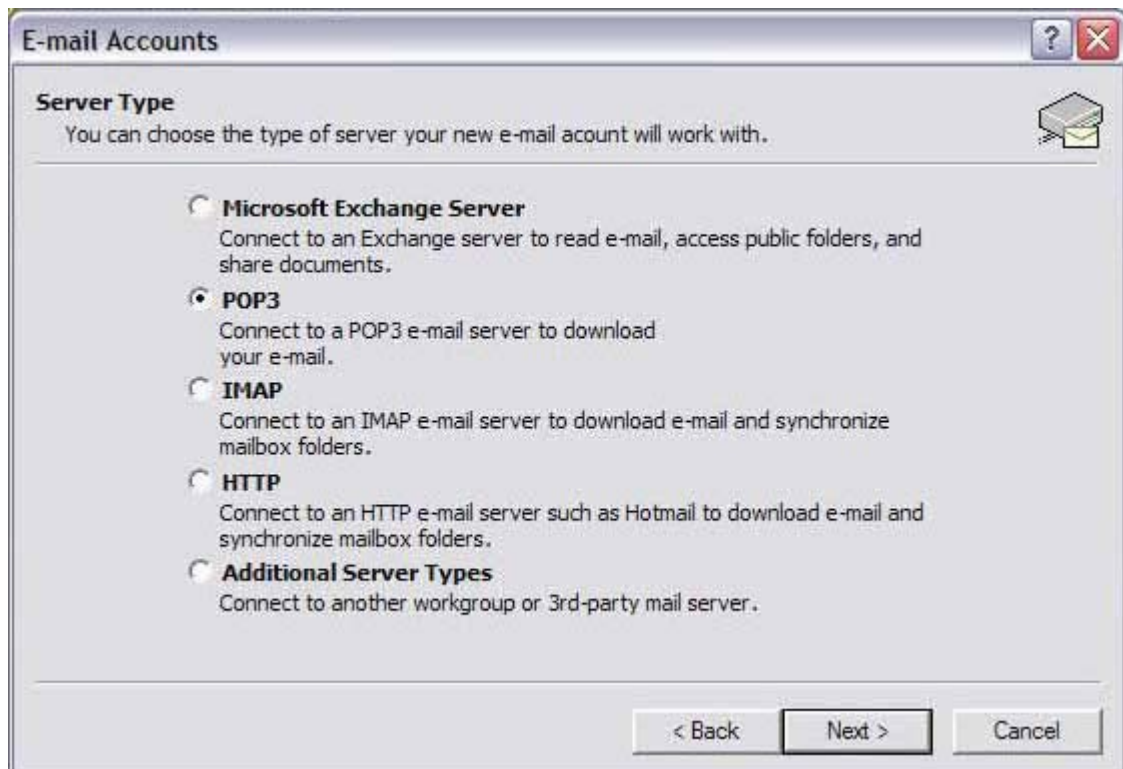 E-mail Accounts
?
Server Type
You can choose the type of server your new e-mail acount will work with.
Microsoft Exchange Server
Connect to an Exchange server to read e-mail, access public folders, and
share documents.
POP3
Connect to a POP3 e-mail server to download
your e-mail.
IMAP
Connect to an IMAP e-mail server to download e-mail and synchronize
mailbox folders.
HTTP
Connect to an HTTP e-mail server such as Hotmail to download e-mail and
synchronize mailbox folders.
Additional Server Types
Connect to another workgroup or 3rd-party mail server.
< Back Next > Cancel